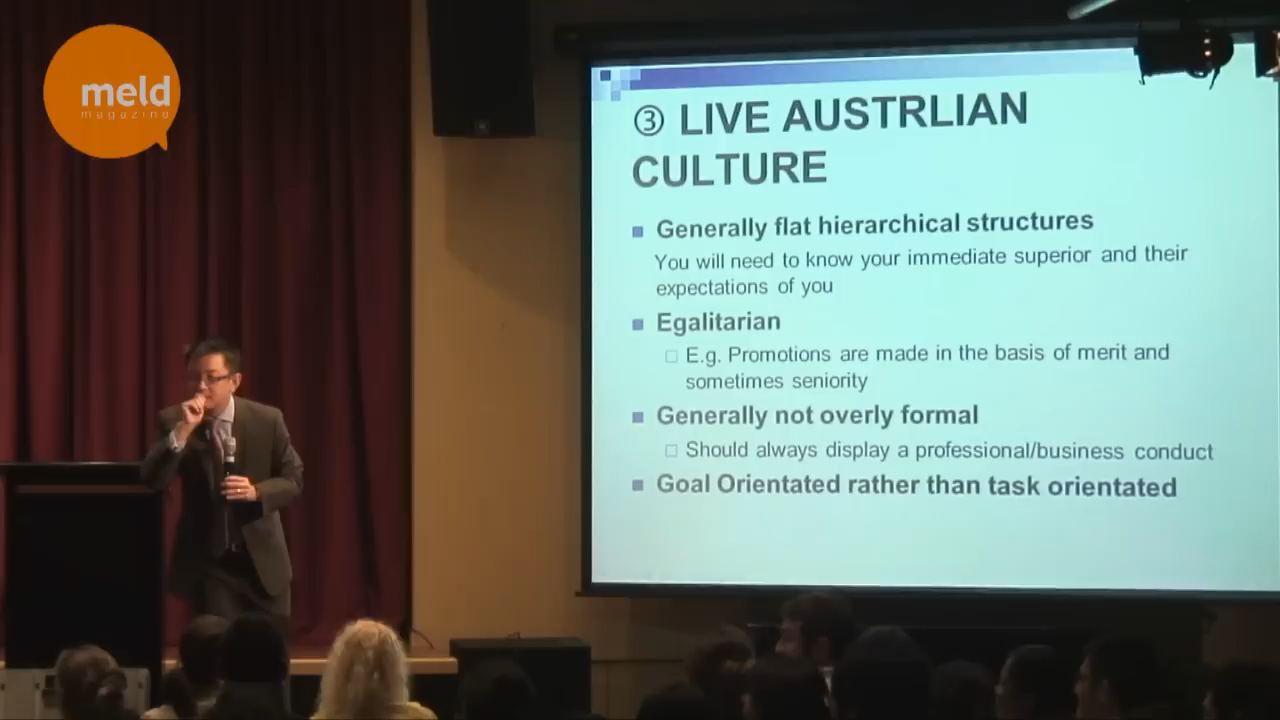 meld
magazine
③ LIVE AUSTRLIAN
CULTURE
Generally flat hierarchical structures
You will need to know your immediate superior and their
expectations of you
Egalitarian
E.g. Promotions are made in the basis of merit and
sometimes seniority
Generally not overly formal
Should always display a professional/business conduct
Goal Orientated rather than task orientated